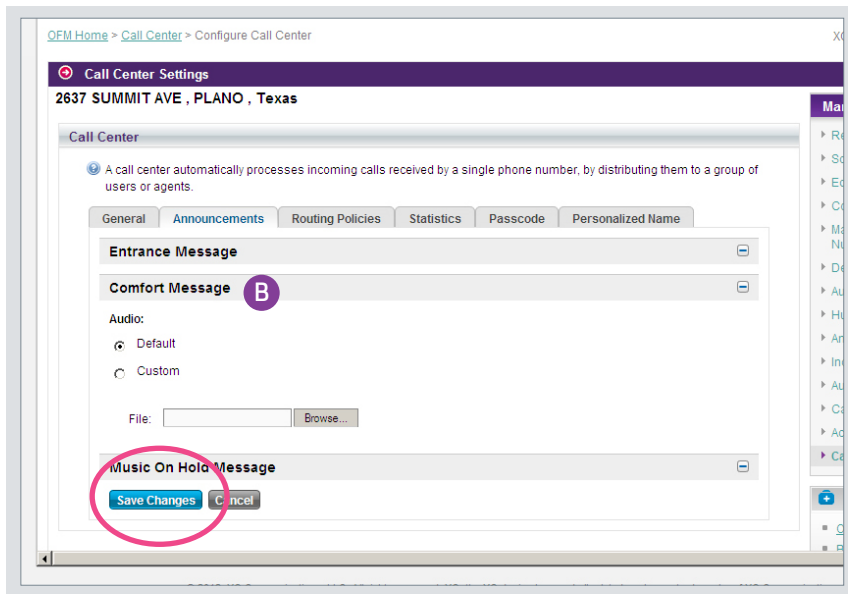 OFM Home > Call Center > Configure Call Center
Call Center Settings
2637 SUMMIT AVE , PLANO , Texas
Call Center
A call center automatically processes incoming calls received by a single phone number, by distributing them to a group of
users or agents.
General Announcements Routing Policies Statistics Passcode Personalized Name
Entrance Message
Comfort Message B
Audio:
Default
Custom
File: Browse...
Music On Hold Message
Save Changes Cancel